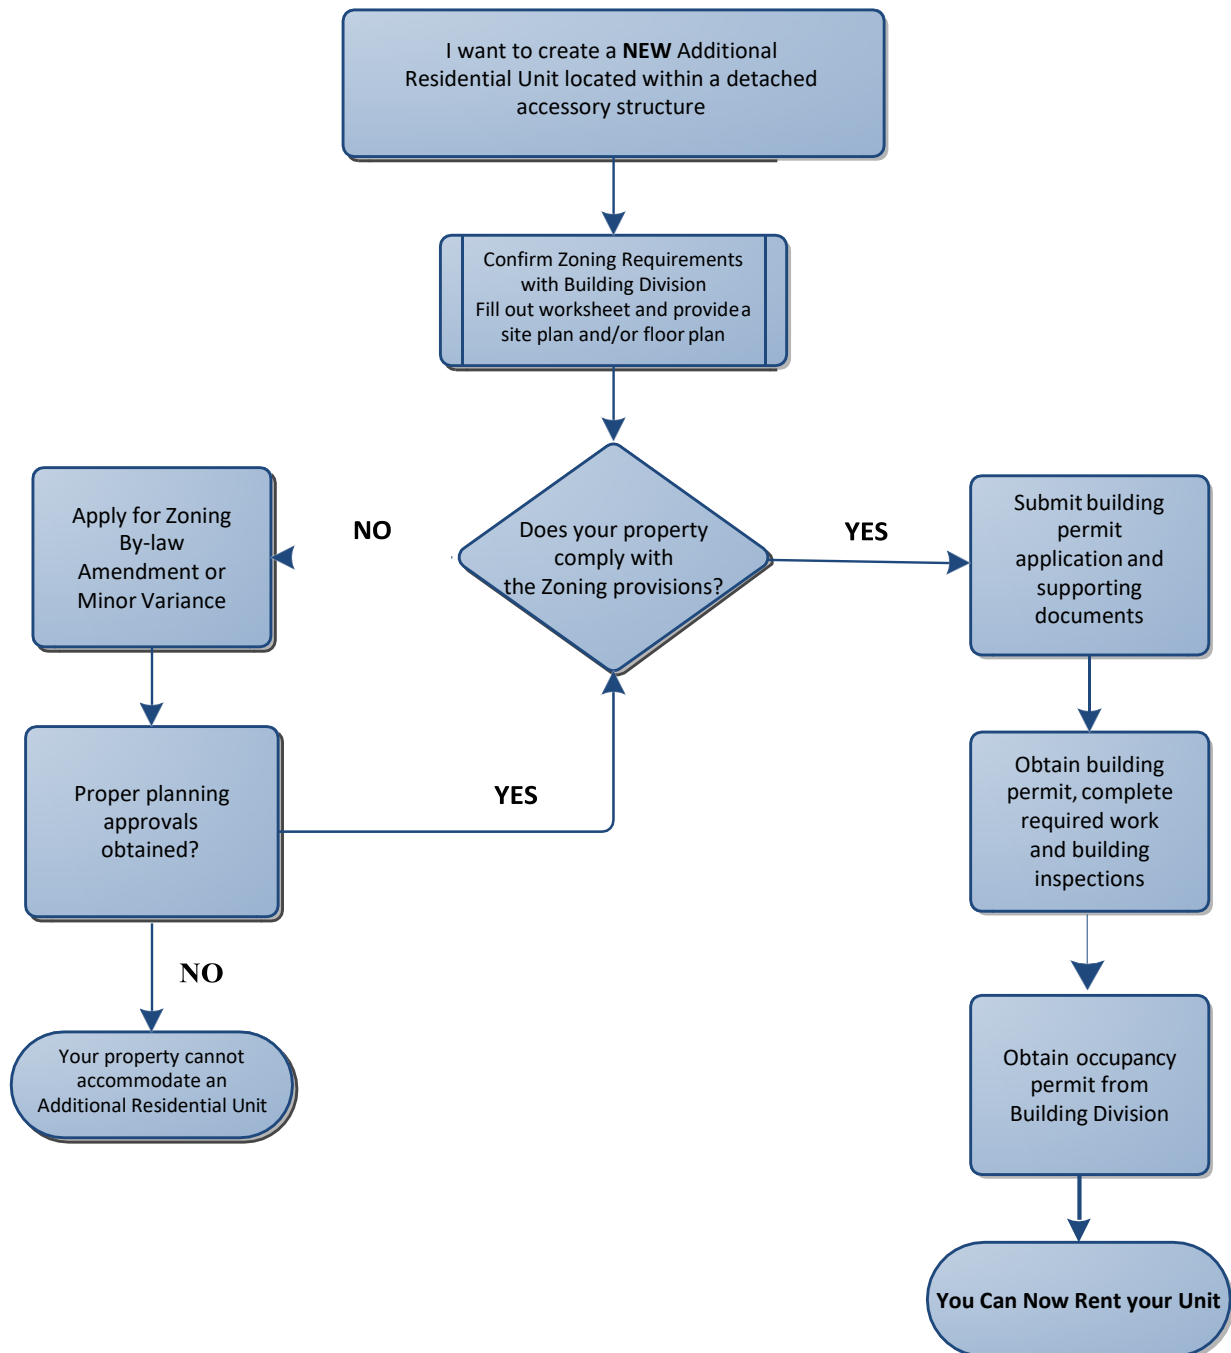 I want to create a NEW Additional
Residential Unit located within a detached
accessory structure
Confirm Zoning Requirements
with Building Division
Fill out worksheet and provide a
site plan and/or floor plan
Does your property
comply with
the Zoning provisions?
NO
Apply for Zoning
By-law
Amendment or
Minor Variance
Proper planning
approvals
obtained?
YES
NO
Your property cannot
accommodate an
Additional Residential Unit
YES
Submit building
permit
application and
supporting
documents
Obtain building
permit, complete
required work
and building
inspections
Obtain occupancy
permit from
Building Division
You Can Now Rent your Unit